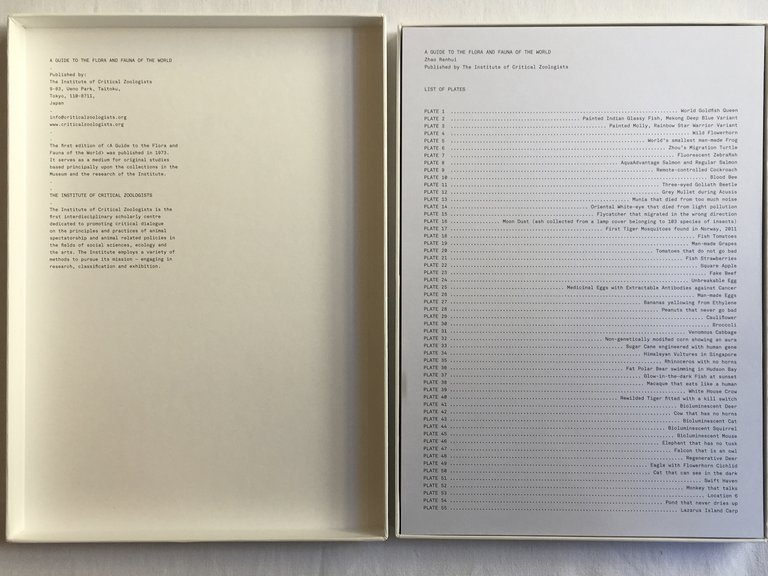 A GUIDE TO THE FLORA AND FAUNA OF THE WORLD
-
Published by:
The Institute of Critical Zoologists
9-83, Ueno Park, Taitoku,
Tokyo, 110-8711,
Japan
-
info@criticalzoologists.org
www.criticalzoologists.org
-
The first edition of <A Guide to the Flora and
Fauna of the World> was published in 1973.
It serves as a medium for original studies
based principally upon the collections in the
Museum and the research of the Institute.
-
-
THE INSTITUTE OF CRITICAL ZOOLOGISTS
-
The Institute of Critical Zoologists is the
first interdisciplinary scholarly centre
dedicated to promoting critical dialogue
on the principles and practices of animal
spectatorship and animal related policies in
the fields of social sciences, ecology and
the arts. The Institute employs a variety of
methods to pursue its mission – engaging in
research, classification and exhibition.
A GUIDE TO THE FLORA AND FAUNA OF THE WORLD
Zhao Renhui
Published by The Institute of Critical Zoologists
LIST OF PLATES
PLATE 1 ... World Goldfish Queen
PLATE 2 ... Painted Indian Glassy Fish, Mekong Deep Blue Variant
PLATE 3 ... Painted Molly, Rainbow Star Warrior Variant
PLATE 4 ... Wild Flowerhorn
PLATE 5 ... World's smallest man-made Frog
PLATE 6 ... Zhou's Migration Turtle
PLATE 7 ... Fluorescent Zebrafish
PLATE 8 ... AquaAdvantage Salmon and Regular Salmon
PLATE 9 ... Remote-controlled Cockroach
PLATE 10 ... Blood Bee
PLATE 11 ... Three-eyed Goliath Beetle
PLATE 12 ... Grey Mullet during Acusis
PLATE 13 ... Munia that died from too much noise
PLATE 14 ... Oriental White-eye that died from light pollution
PLATE 15 ... Flycatcher that migrated in the wrong direction
PLATE 16 ... Moon Dust (ash collected from a lamp cover belonging to 103 species of insects)
PLATE 17 ... First Tiger Mosquitoes found in Norway, 2011
PLATE 18 ... Fish Tomatoes
PLATE 19 ... Man-made Grapes
PLATE 20 ... Tomatoes that do not go bad
PLATE 21 ... Fish Strawberries
PLATE 22 ... Square Apple
PLATE 23 ... Fake Beef
PLATE 24 ... Unbreakable Egg
PLATE 25 ... Medicinal Eggs with Extractable Antibodies against Cancer
PLATE 26 ... Man-made Eggs
PLATE 27 ... Bananas yellowing from Ethylene
PLATE 28 ... Peanuts that never go bad
PLATE 29 ... Cauliflower
PLATE 30 ... Broccoli
PLATE 31 ... Venomous Cabbage
PLATE 32 ... Non-genetically modified corn showing an aura
PLATE 33 ... Sugar Cane engineered with human gene
PLATE 34 ... Himalayan Vultures in Singapore
PLATE 35 ... Rhinoceros with no horns
PLATE 36 ... Fat Polar Bear swimming in Hudson Bay
PLATE 37 ... Glow-in-the-dark Fish at sunset
PLATE 38 ... Macaque that eats like a human
PLATE 39 ... White House Crow
PLATE 40 ... Rewilded Tiger fitted with a kill switch
PLATE 41 ... Bioluminescent Deer
PLATE 42 ... Cow that has no horns
PLATE 43 ... Bioluminescent Cat
PLATE 44 ... Bioluminescent Squirrel
PLATE 45 ... Bioluminescent Mouse
PLATE 46 ... Elephant that has no tusk
PLATE 47 ... Falcon that is an owl
PLATE 48 ... Regenerative Deer
PLATE 49 ... Eagle with Flowerhorn Cichlid
PLATE 50 ... Cat that can see in the dark
PLATE 51 ... Swift Haven
PLATE 52 ... Monkey that talks
PLATE 53 ... Location 6
PLATE 54 ... Pond that never dries up
PLATE 55 ... Lazarus Island Carp